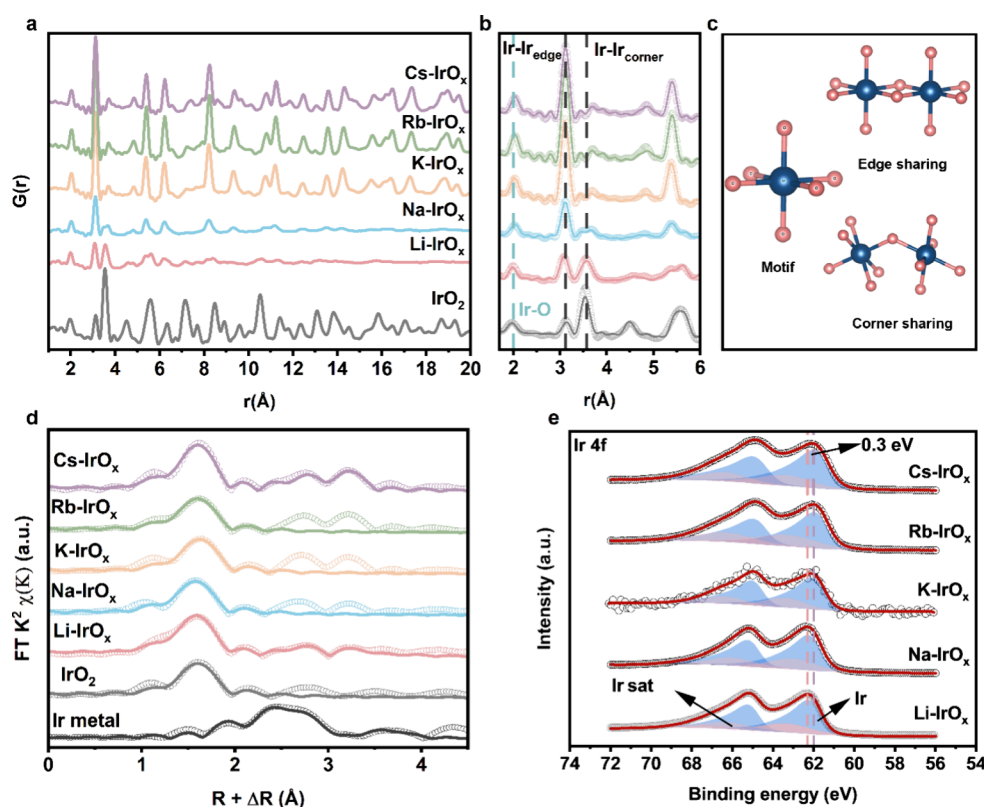 a
Cs-IrOx
Rb-IrOx
K-IrOx
Na-IrOx
Li-IrOx
IrO2
G(r)
2 4 6 8 10 12 14 16 18 20
r(Å)
b
Ir-Iredge
Ir-Ircorner
Ir-O
2 3 4 5 6
r(Å)
c
Edge sharing
Motif
Corner sharing
d
Cs-IrOx
Rb-IrOx
K-IrOx
Na-IrOx
Li-IrOx
IrO2
Ir metal
FT K2 χ(K) (a.u.)
0 1 2 3 4
R + ΔR (Å)
e
Ir 4f
0.3 eV
Cs-IrOx
Rb-IrOx
K-IrOx
Na-IrOx
Ir sat
Ir
Li-IrOx
Intensity (a.u.)
74 72 70 68 66 64 62 60 58 56 54
Binding energy (eV)